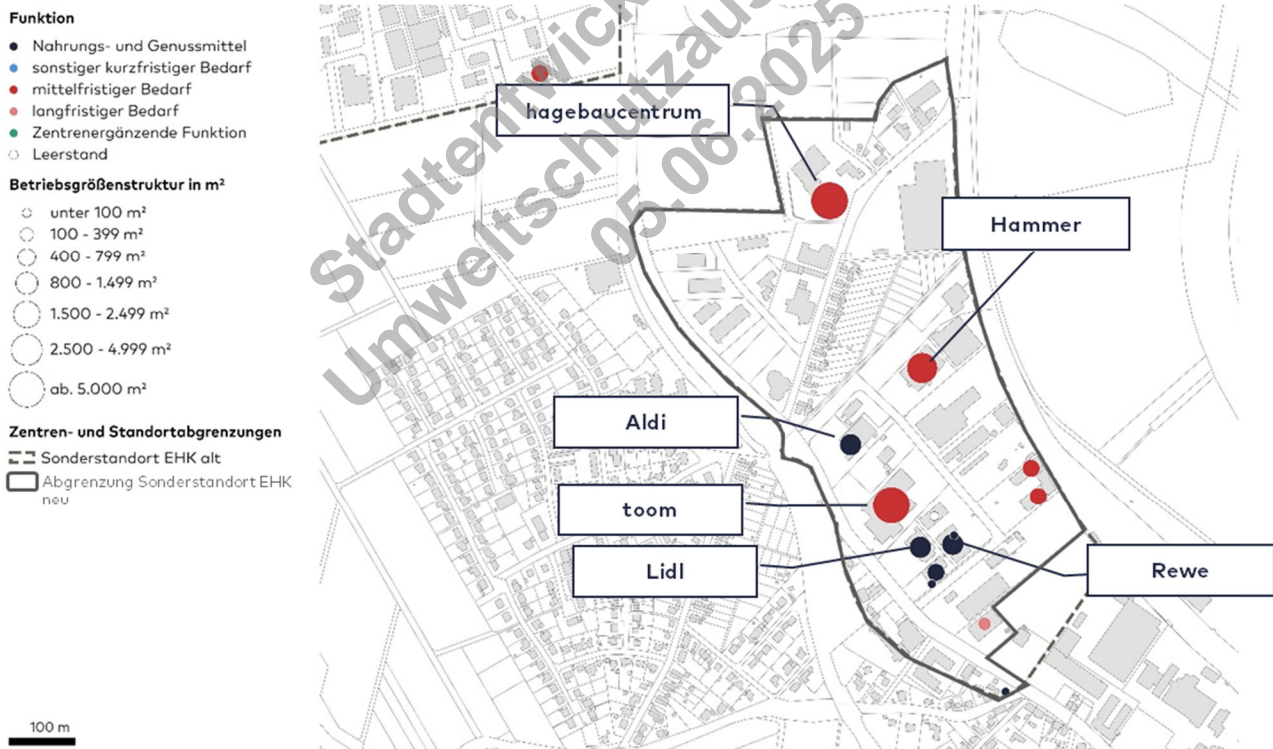 Funktion
Nahrungs- und Genussmittel
sonstiger kurzfristiger Bedarf
mittelfristiger Bedarf
langfristiger Bedarf
Zentrenergänzende Funktion
Leerstand
Betriebsgrößenstruktur in m²
unter 100 m²
100 - 399 m²
400 - 799 m²
800 - 1.499 m²
1.500 - 2.499 m²
2.500 - 4.999 m²
ab. 5.000 m²
Zentren- und Standortabgrenzungen
Sonderstandort EHK alt
Abgrenzung Sonderstandort EHK
neu
100 m
hagebaucentrum
Hammer
Aldi
toom
Lidl
Rewe
Stadtentwick
Umweltschutzaus
05.06.2025